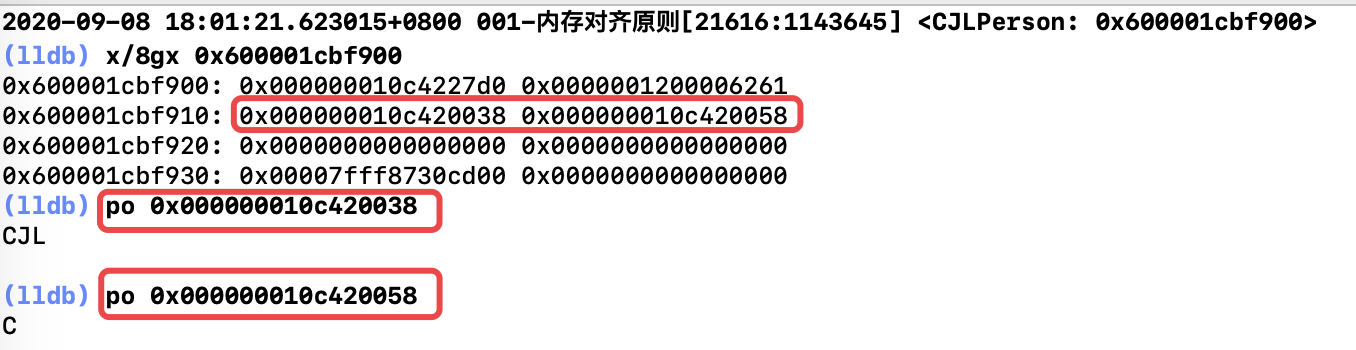 2020-09-08 18:01:21.623015+0800 001-内存对齐原则[21616:1143645] <CJLPerson: 0x600001cbf900>
(lldb) x/8gx 0x600001cbf900
0x600001cbf900: 0x000000010c4227d0 0x0000001200006261
0x600001cbf910: 0x000000010c420038 0x000000010c420058
0x600001cbf920: 0x0000000000000000 0x0000000000000000
0x600001cbf930: 0x00007fff8730cd00 0x0000000000000000
(lldb) po 0x000000010c420038
CJL
(lldb) po 0x000000010c420058
C